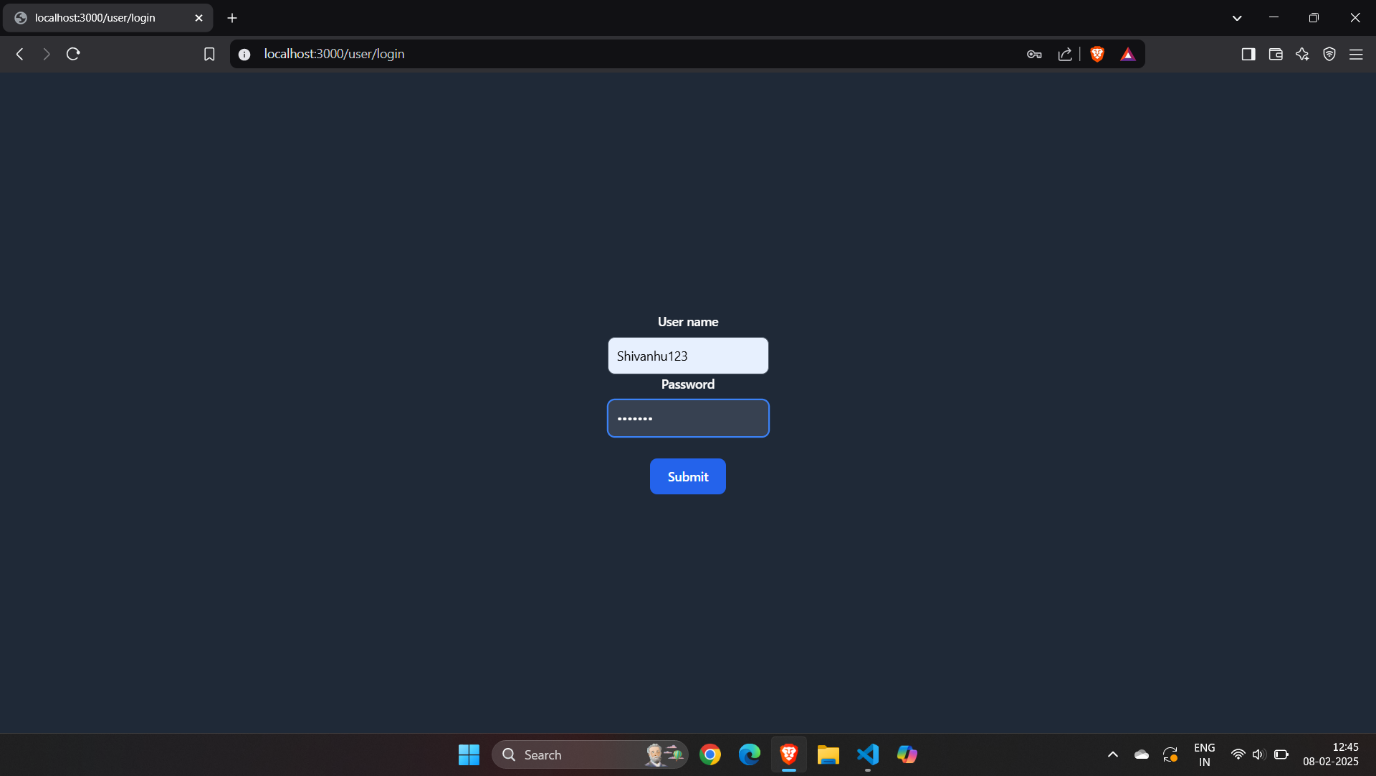 localhost:3000/user/login
localhost:3000/user/login
User name
Shivanhu123
Password
•••••••
Submit
Search
ENG
IN
12:45
08-02-2025